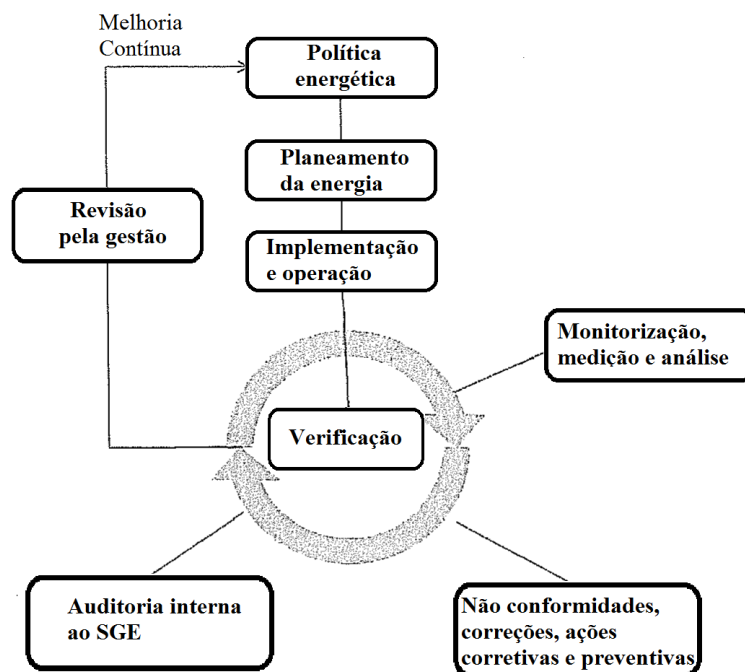 Melhoria
Contínua
Política
energética
Planeamento
da energia
Revisão
pela gestão
Implementação
e operação
Monitorização,
medição e análise
Verificação
Auditoria interna
ao SGE
Não conformidades,
correções, ações
corretivas e preventivas